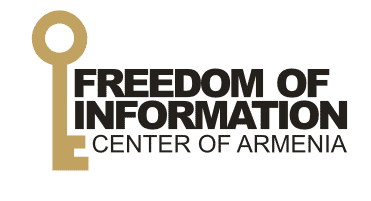 FREEDOM OF
INFORMATION
CENTER OF ARMENIA